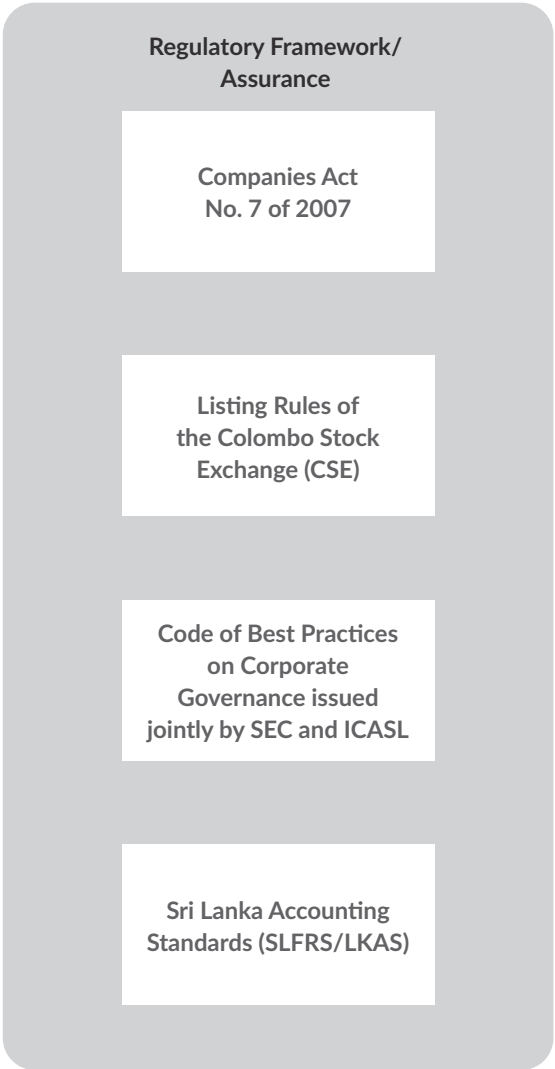 Regulatory Framework/
Assurance
Companies Act
No. 7 of 2007
Listing Rules of
the Colombo Stock
Exchange (CSE)
Code of Best Practices
on Corporate
Governance issued
jointly by SEC and ICASL
Sri Lanka Accounting
Standards (SLFRS/LKAS)